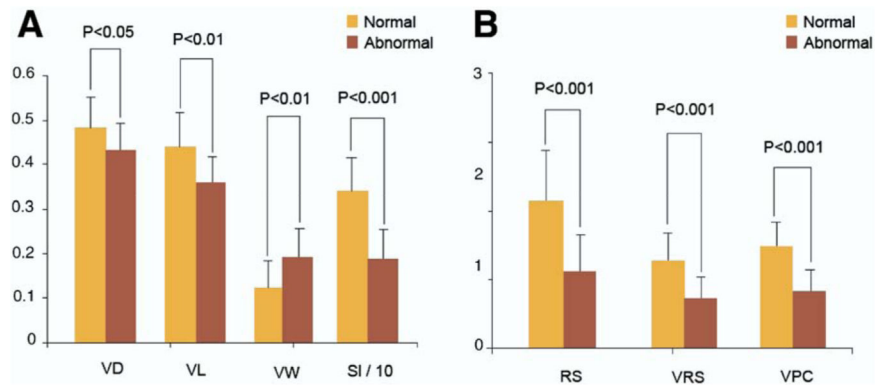 A
Normal
Abnormal
P<0.05
P<0.01
P<0.01
P<0.001
0.6
0.5
0.4
0.3
0.2
0.1
0
VD
VL
VW
SI / 10
B
Normal
Abnormal
P<0.001
P<0.001
P<0.001
3
2
1
0
RS
VRS
VPC